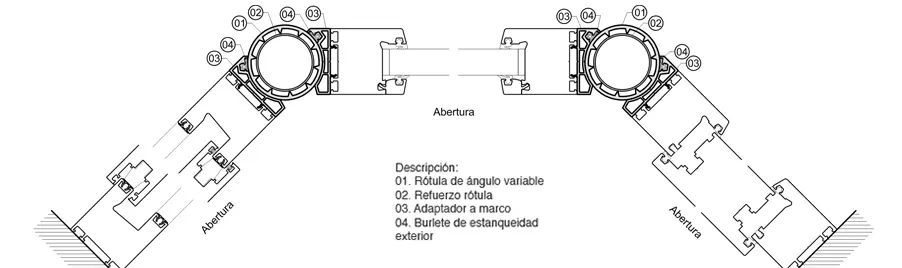 02
04
03
01
04
03
03
04
01
02
04
03
Abertura
Abertura
Abertura
Descripción:
01. Rótula de ángulo variable
02. Refuerzo rótula
03. Adaptador a marco
04. Burlete de estanqueidad
exterior